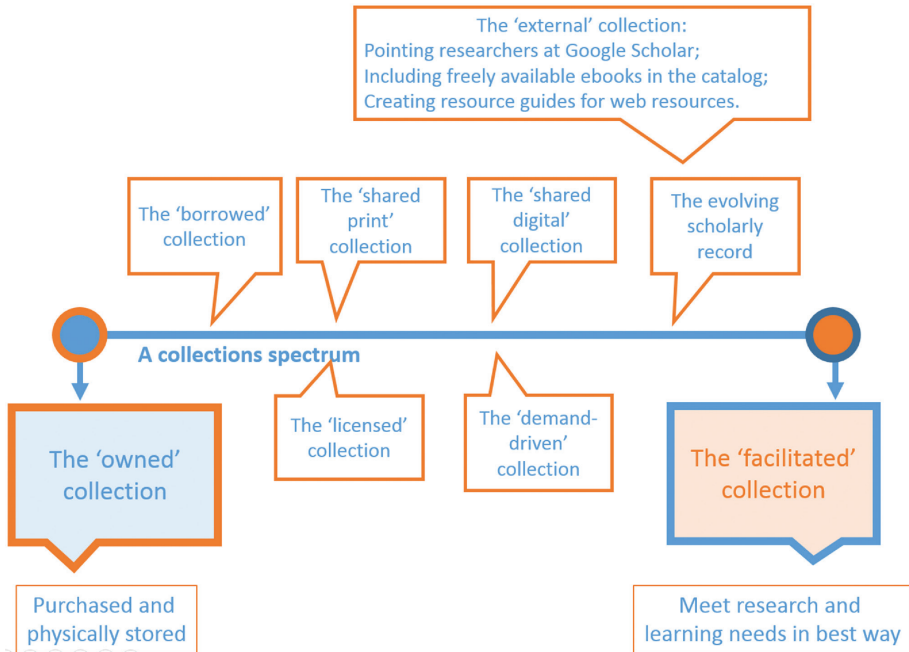 The ‘external’ collection:
Pointing researchers at Google Scholar;
Including freely available ebooks in the catalog;
Creating resource guides for web resources.
The ‘borrowed’
collection
The ‘shared
print’
collection
The ‘shared
digital’
collection
The evolving
scholarly
record
A collections spectrum
The ‘licensed’
collection
The ‘demand-
driven’
collection
The ‘owned’
collection
The ‘facilitated’
collection
Purchased and
physically stored
Meet research and
learning needs in best way